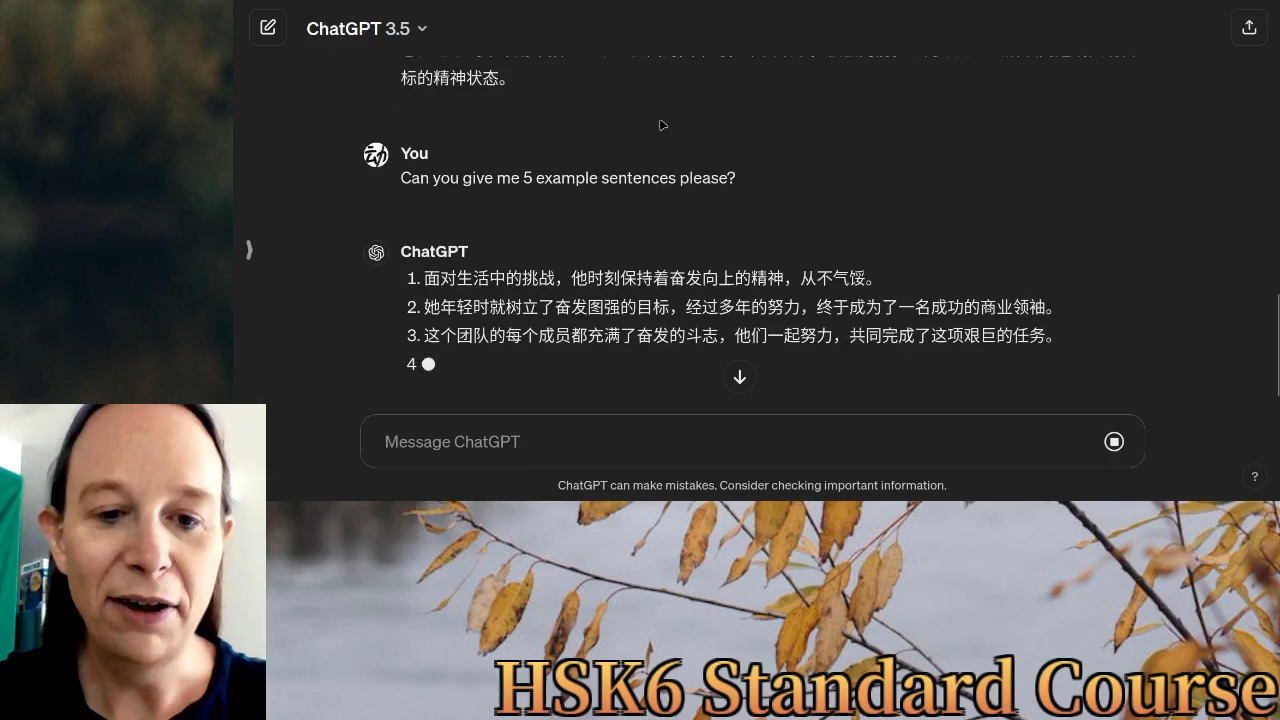 ChatGPT 3.5
标的精神状态。
You
Can you give me 5 example sentences please?
ChatGPT
1. 面对生活中的挑战，他时刻保持着奋发向上的精神，从不气馁。
2. 她年轻时就树立了奋发图强的目标，经过多年的努力，终于成为了一名成功的商业领袖。
3. 这个团队的每个成员都充满了奋发的斗志，他们一起努力，共同完成了这项艰巨的任务。
4
Message ChatGPT
ChatGPT can make mistakes. Consider checking important information.
?
HSK6 Standard Course